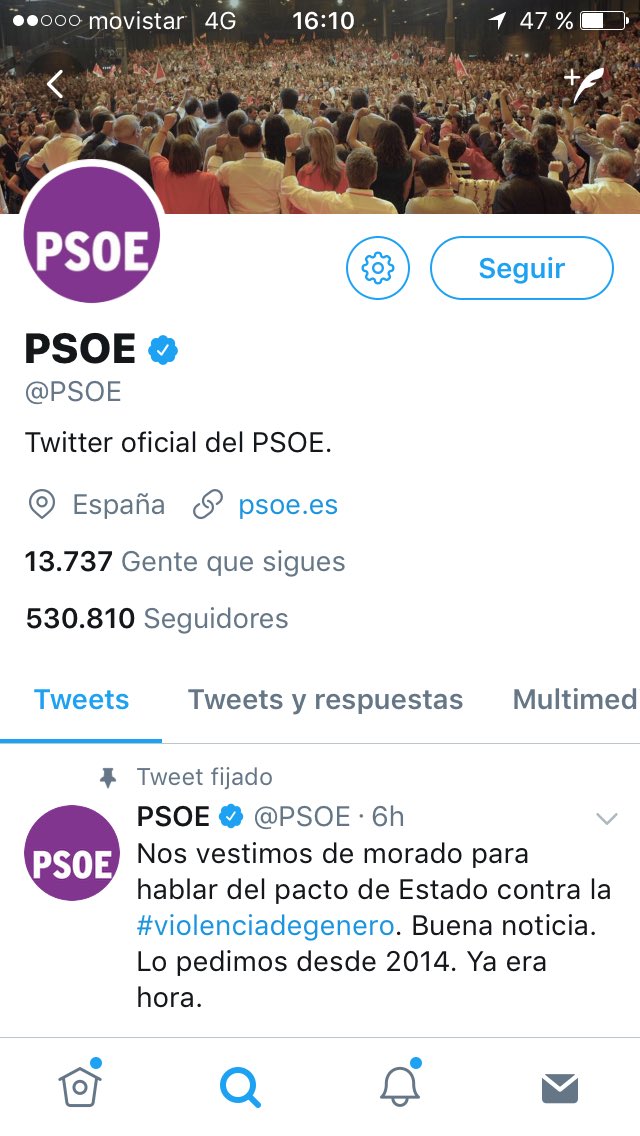 movistar 4G 16:10 47 %
PSOE
Seguir
PSOE
@PSOE
Twitter oficial del PSOE.
España psoe.es
13.737 Gente que sigues
530.810 Seguidores
Tweets Tweets y respuestas Multimed
Tweet fijado
PSOE @PSOE · 6h
PSOE
Nos vestimos de morado para
hablar del pacto de Estado contra la
#violenciadegenero. Buena noticia.
Lo pedimos desde 2014. Ya era
hora.